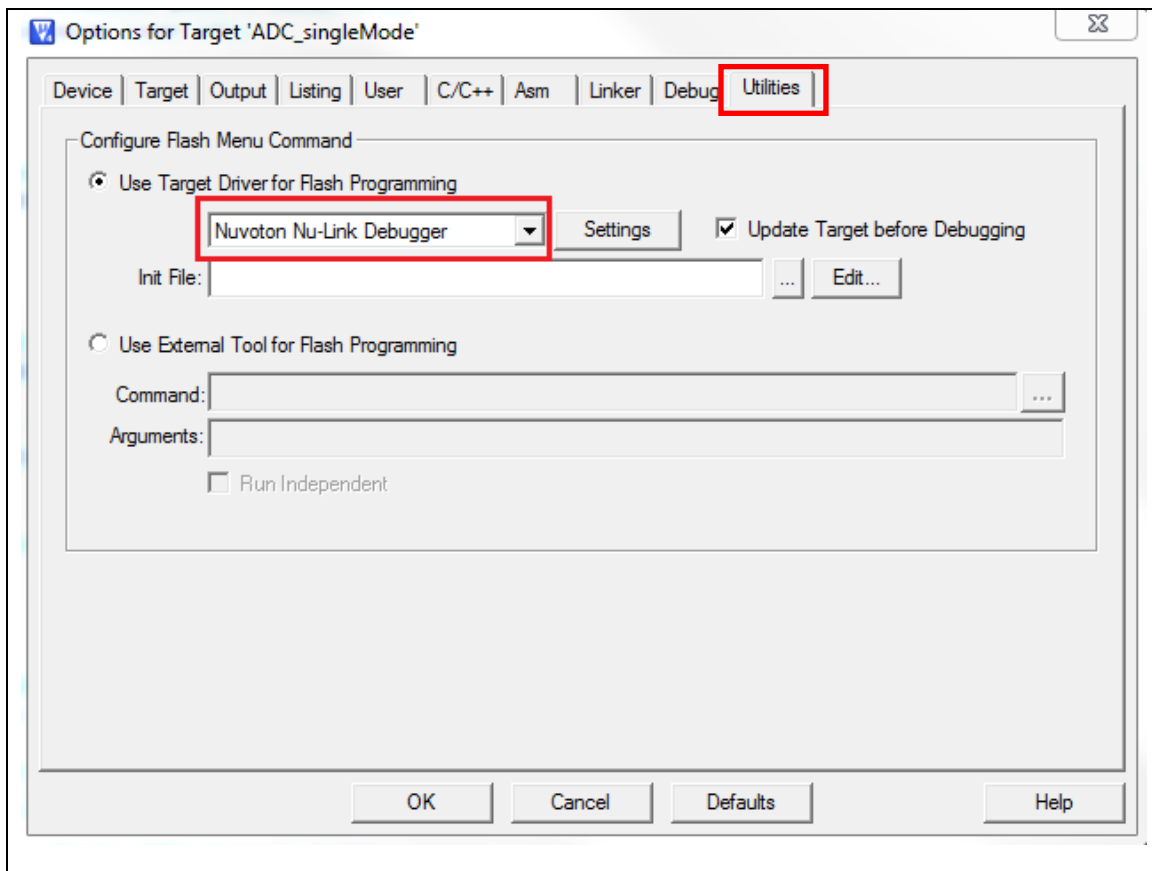 Options for Target 'ADC_singleMode'
Device Target Output Listing User C/C++ Asm Linker Debug Utilities
Configure Flash Menu Command
Use Target Driver for Flash Programming
Nuvoton Nu-Link Debugger Settings Update Target before Debugging
Init File: ... Edit...
Use External Tool for Flash Programming
Command: ...
Arguments:
Run Independent
OK Cancel Defaults Help